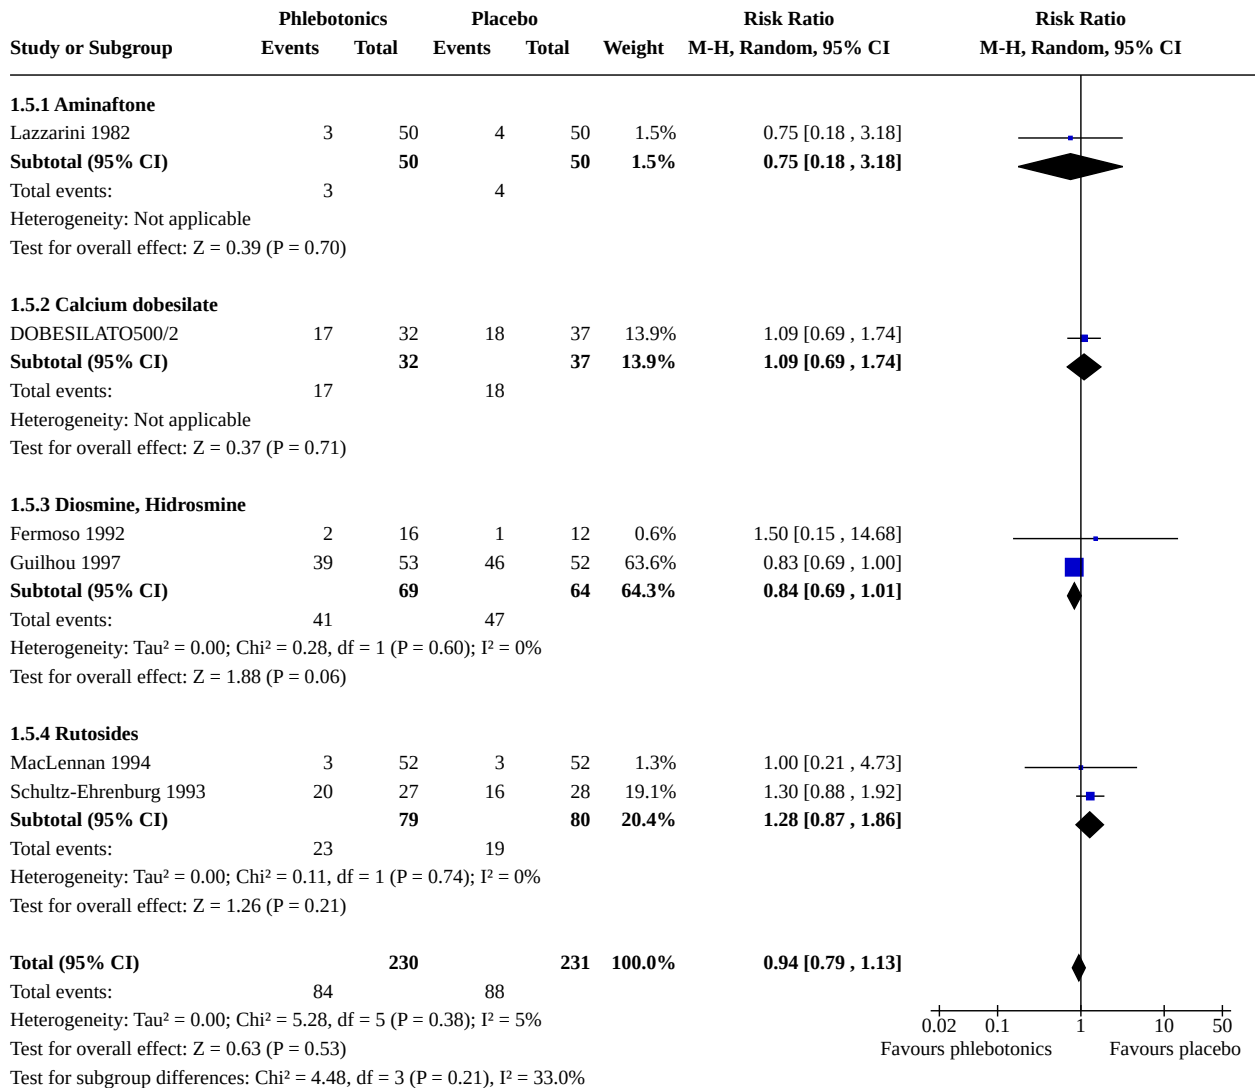 Phlebotonics Placebo Risk Ratio Risk Ratio
Study or Subgroup Events Total Events Total Weight M-H, Random, 95% CI M-H, Random, 95% CI
1.5.1 Aminaftone
Lazzarini 1982 3 50 4 50 1.5% 0.75 [0.18 , 3.18]
Subtotal (95% CI) 50 50 1.5% 0.75 [0.18 , 3.18]
Total events: 3 4
Heterogeneity: Not applicable
Test for overall effect: Z = 0.39 (P = 0.70)
1.5.2 Calcium dobesilate
DOBESILATO500/2 17 32 18 37 13.9% 1.09 [0.69 , 1.74]
Subtotal (95% CI) 32 37 13.9% 1.09 [0.69 , 1.74]
Total events: 17 18
Heterogeneity: Not applicable
Test for overall effect: Z = 0.37 (P = 0.71)
1.5.3 Diosmine, Hidrosmine
Fermoso 1992 2 16 1 12 0.6% 1.50 [0.15 , 14.68]
Guilhou 1997 39 53 46 52 63.6% 0.83 [0.69 , 1.00]
Subtotal (95% CI) 69 64 64.3% 0.84 [0.69 , 1.01]
Total events: 41 47
Heterogeneity: Tau² = 0.00; Chi² = 0.28, df = 1 (P = 0.60); I² = 0%
Test for overall effect: Z = 1.88 (P = 0.06)
1.5.4 Rutosides
MacLennan 1994 3 52 3 52 1.3% 1.00 [0.21 , 4.73]
Schultz-Ehrenburg 1993 20 27 16 28 19.1% 1.30 [0.88 , 1.92]
Subtotal (95% CI) 79 80 20.4% 1.28 [0.87 , 1.86]
Total events: 23 19
Heterogeneity: Tau² = 0.00; Chi² = 0.11, df = 1 (P = 0.74); I² = 0%
Test for overall effect: Z = 1.26 (P = 0.21)
Total (95% CI) 230 231 100.0% 0.94 [0.79 , 1.13]
Total events: 84 88
Heterogeneity: Tau² = 0.00; Chi² = 5.28, df = 5 (P = 0.38); I² = 5% 0.02 0.1 1 10 50
Test for overall effect: Z = 0.63 (P = 0.53) Favours phlebotonics Favours placebo
Test for subgroup differences: Chi² = 4.48, df = 3 (P = 0.21), I² = 33.0%